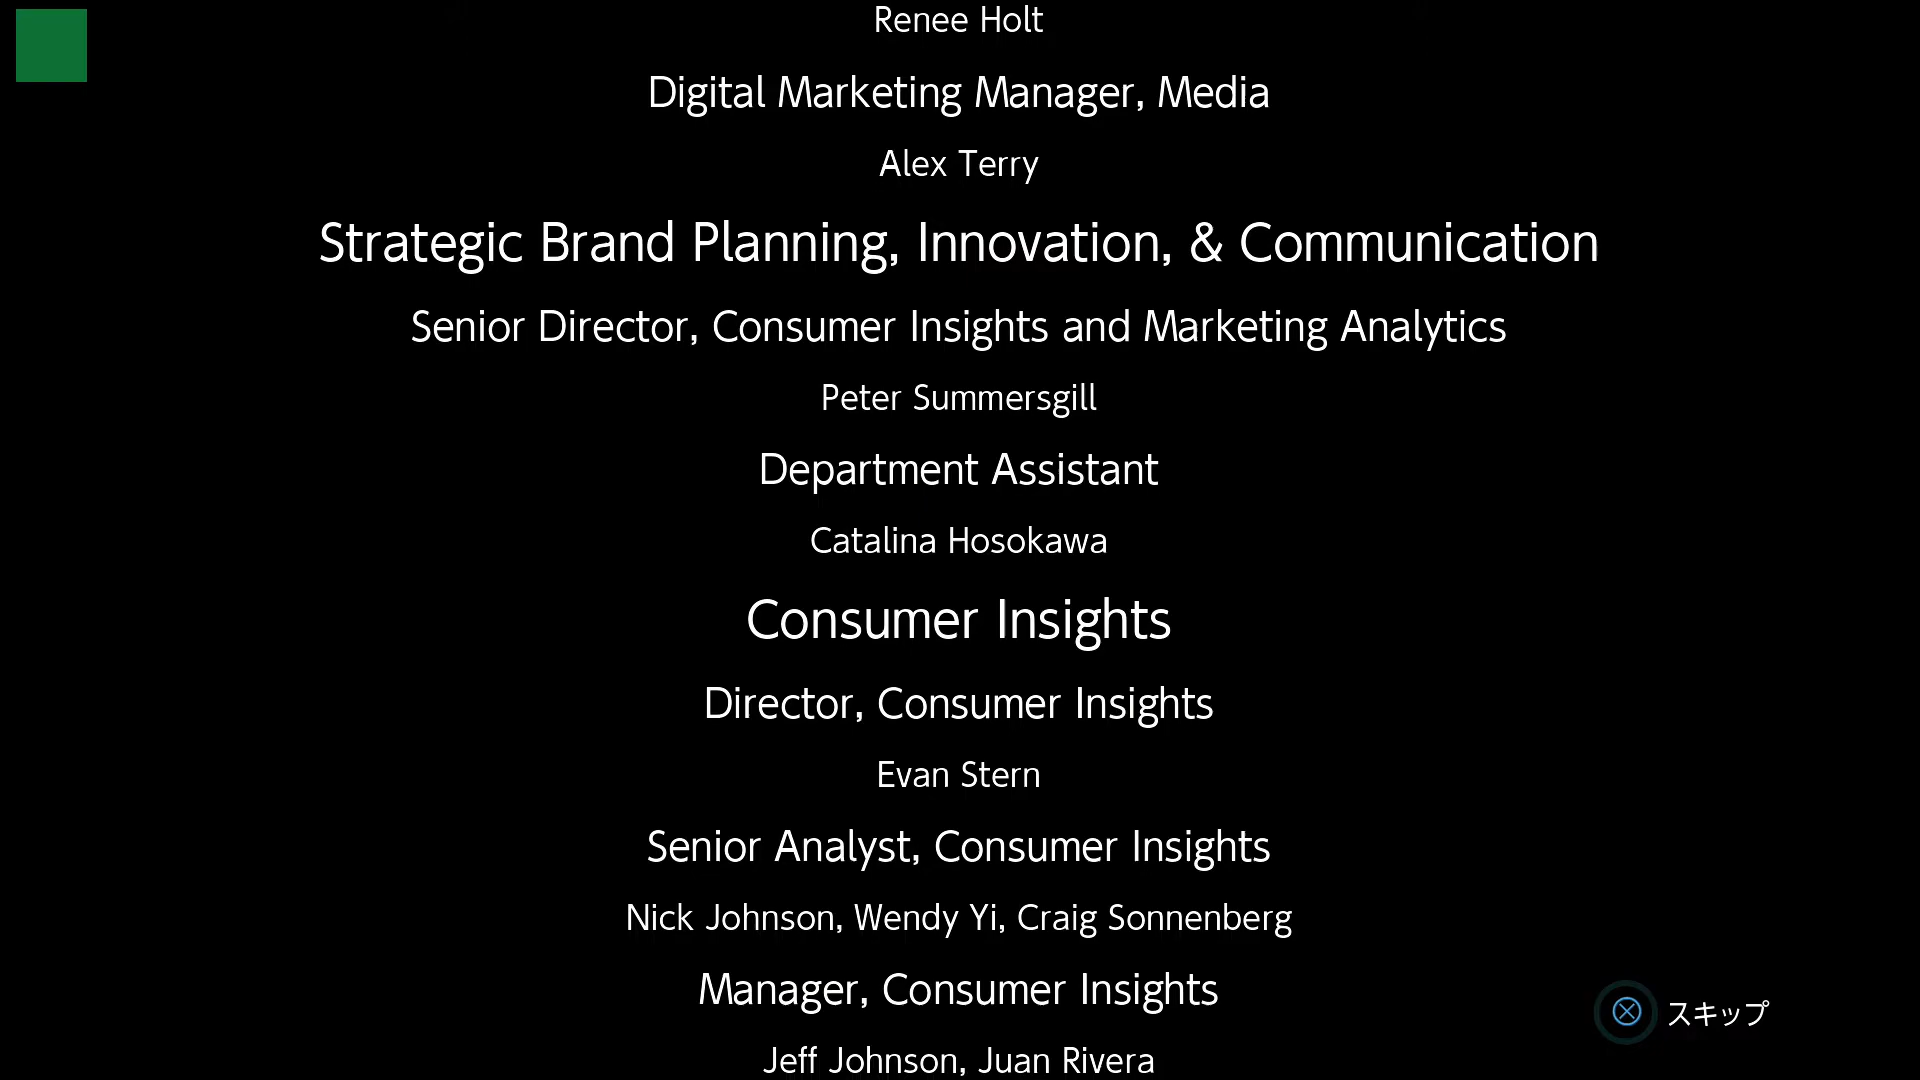 Renee Holt
Digital Marketing Manager, Media
Alex Terry
Strategic Brand Planning, Innovation, & Communication
Senior Director, Consumer Insights and Marketing Analytics
Peter Summersgill
Department Assistant
Catalina Hosokawa
Consumer Insights
Director, Consumer Insights
Evan Stern
Senior Analyst, Consumer Insights
Nick Johnson, Wendy Yi, Craig Sonnenberg
Manager, Consumer Insights
スキップ
Jeff Johnson, Juan Rivera